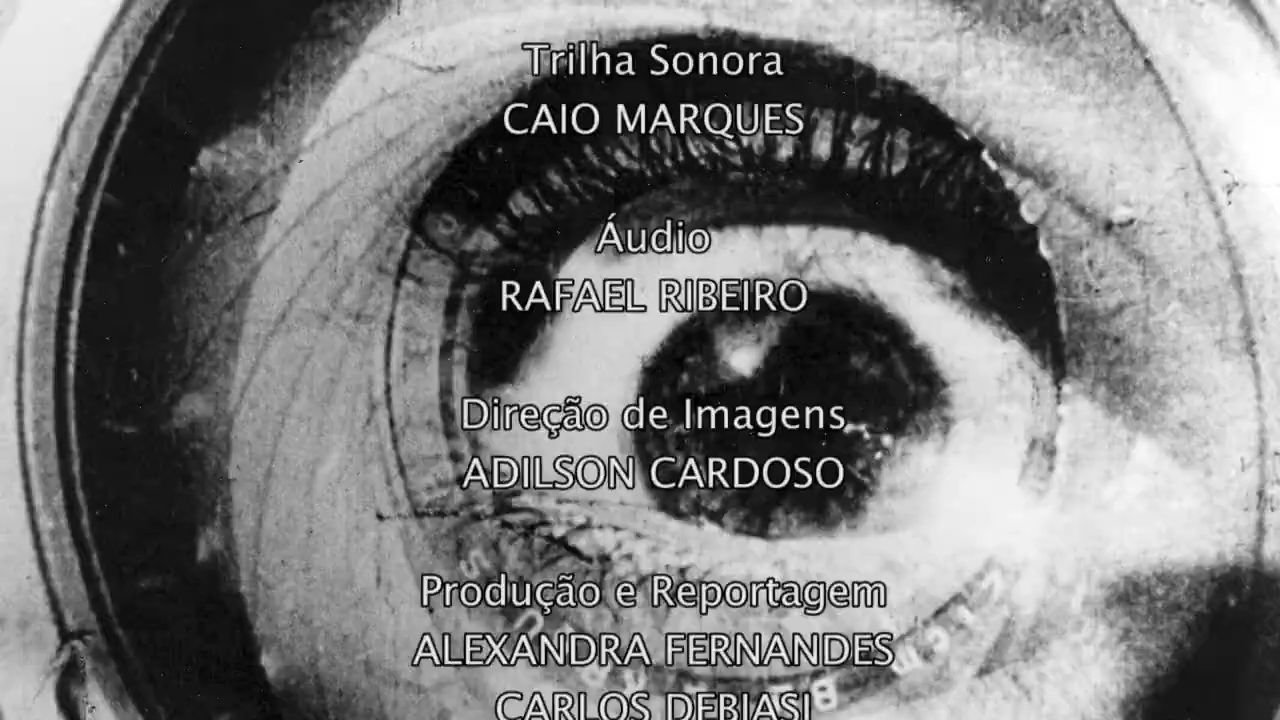 Trilha Sonora
CAIO MARQUES
Áudio
RAFAEL RIBEIRO
Direção de Imagens
ADILSON CARDOSO
Produção e Reportagem
ALEXANDRA FERNANDES
CARLOS DEBIASI